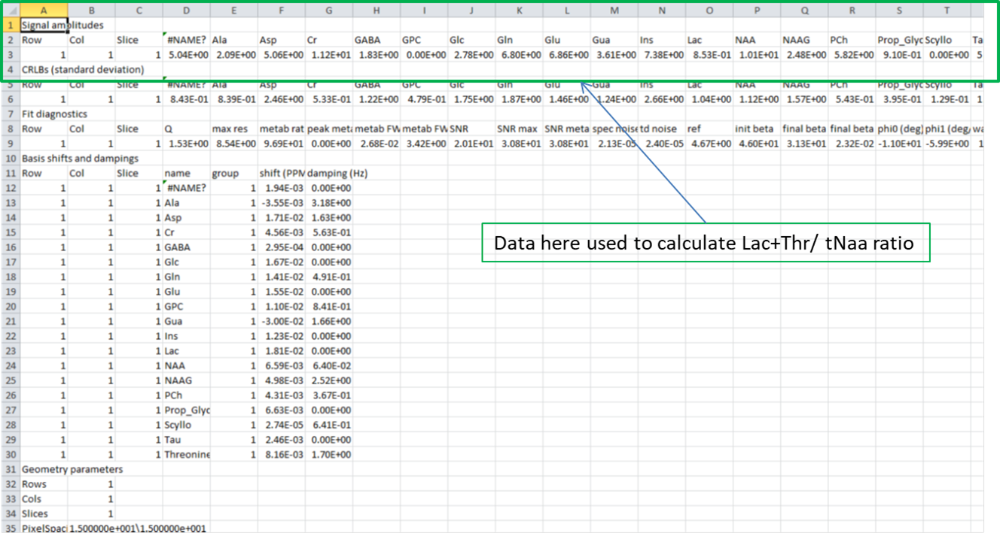 A B C D E F G H I J K L M N O P Q R S T
1 Signal amplitudes
2 Row Col Slice #NAME? Ala Asp Cr GABA GPC Glc Gln Glu Gua Ins Lac NAA NAAG PCh Prop_Glyc Scyllo Ta
3 1 1 1 5.04E+00 2.09E+00 5.06E+00 1.12E+01 1.83E+00 0.00E+00 2.78E+00 6.80E+00 6.86E+00 3.61E+00 7.38E+00 8.53E-01 1.01E+01 2.48E+00 5.82E+00 9.10E-01 0.00E+00 5
4 CRLBs (standard deviation)
5 Row Col Slice #NAME? Ala Asp Cr GABA GPC Glc Gln Glu Gua Ins Lac NAA NAAG PCh Prop_Glyc Scyllo Ta
6 1 1 1 8.43E-01 8.39E-01 2.46E+00 5.33E-01 1.22E+00 4.79E-01 1.75E+00 1.87E+00 1.46E+00 1.24E+00 2.66E+00 1.04E+00 1.12E+00 1.57E+00 5.43E-01 3.95E-01 1.29E-01 1
7 Fit diagnostics
8 Row Col Slice Q max res metab rat peak meta metab FW metab FW SNR SNR max SNR meta spec noise td noise ref init beta final beta final beta phi0 (deg) phi1 (deg/ wa
9 1 1 1 1.53E+00 8.54E+00 9.69E+01 0.00E+00 2.68E-02 3.42E+00 2.01E+01 3.08E+01 3.08E+01 2.13E-05 2.40E-05 4.67E+00 4.60E+01 3.13E+01 2.32E-02 -1.10E+01 -5.99E+00 1
10 Basis shifts and dampings
11 Row Col Slice name group shift (PPM damping (Hz)
12 1 1 1 #NAME? 1 1.94E-03 0.00E+00
13 1 1 1 Ala 1 -3.55E-03 3.18E+00
14 1 1 1 Asp 1 1.71E-02 1.63E+00
15 1 1 1 Cr 1 4.56E-03 5.63E-01
16 1 1 1 GABA 1 2.95E-04 0.00E+00
17 1 1 1 Glc 1 1.67E-02 0.00E+00
Data here used to calculate Lac+Thr/ tNaa ratio
18 1 1 1 Gln 1 1.41E-02 4.91E-01
19 1 1 1 Glu 1 1.55E-02 0.00E+00
20 1 1 1 GPC 1 1.10E-02 8.41E-01
21 1 1 1 Gua 1 -3.00E-02 1.66E+00
22 1 1 1 Ins 1 1.23E-02 0.00E+00
23 1 1 1 Lac 1 1.81E-02 0.00E+00
24 1 1 1 NAA 1 6.59E-03 6.40E-02
25 1 1 1 NAAG 1 4.98E-03 2.52E+00
26 1 1 1 PCh 1 4.31E-03 3.67E-01
27 1 1 1 Prop_Glyc 1 6.63E-03 0.00E+00
28 1 1 1 Scyllo 1 2.74E-05 6.41E-01
29 1 1 1 Tau 1 2.46E-03 0.00E+00
30 1 1 1 Threonine 1 8.16E-03 1.70E+00
31 Geometry parameters
32 Rows 1
33 Cols 1
34 Slices 1
35 PixelSpaci 1.500000e+001\1.500000e+001